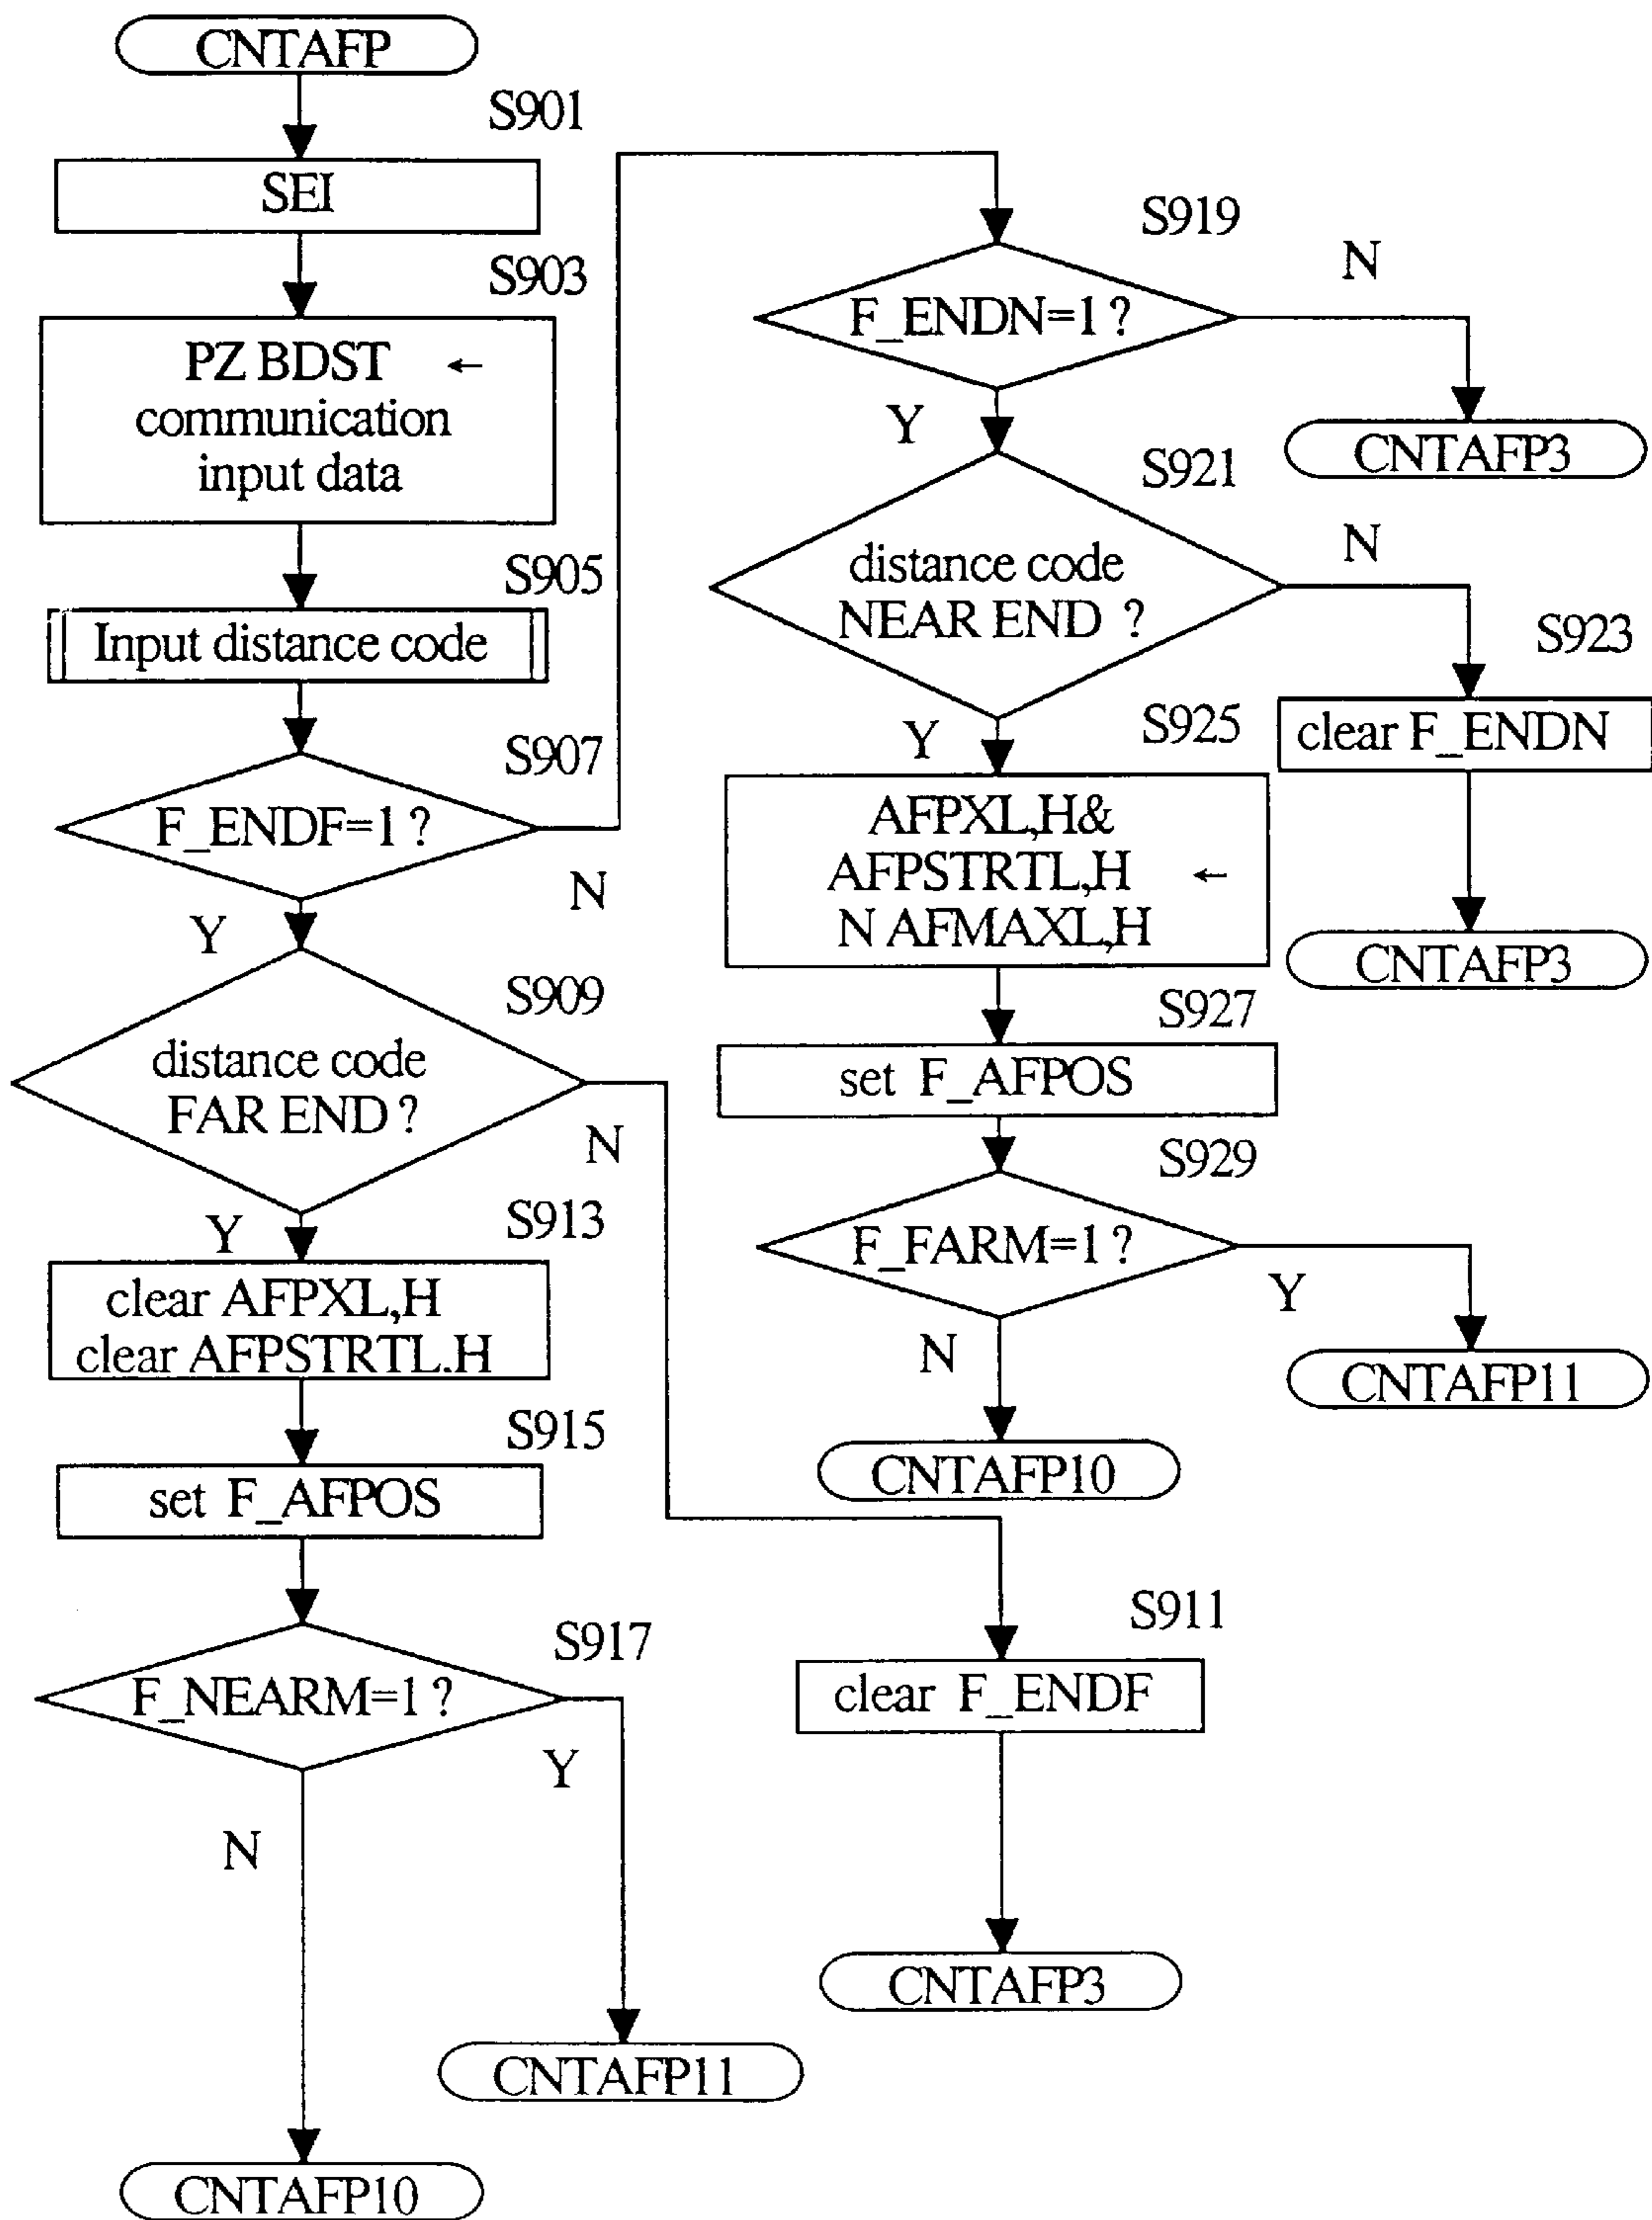 CNTAFP
S901
SEI
S903
PZ BDST ←
communication
input data
S905
Input distance code
S907
F_ENDF=1 ?
N
Y
S909
distance code
FAR END ?
N
Y
S913
clear AFPXL,H
clear AFPSTRTL.H
S915
set F_AFPOS
S917
F_NEARM=1 ?
Y
N
CNTAFP11
CNTAFP10
S919
N
F_ENDN=1 ?
Y
CNTAFP3
S921
N
distance code
NEAR END ?
S923
Y
S925
clear F_ENDN
AFPXL,H&
AFPSTRTL,H ←
N AFMAXL,H
CNTAFP3
S927
set F_AFPOS
S929
F_FARM=1 ?
Y
N
CNTAFP11
CNTAFP10
S911
clear F_ENDF
CNTAFP3